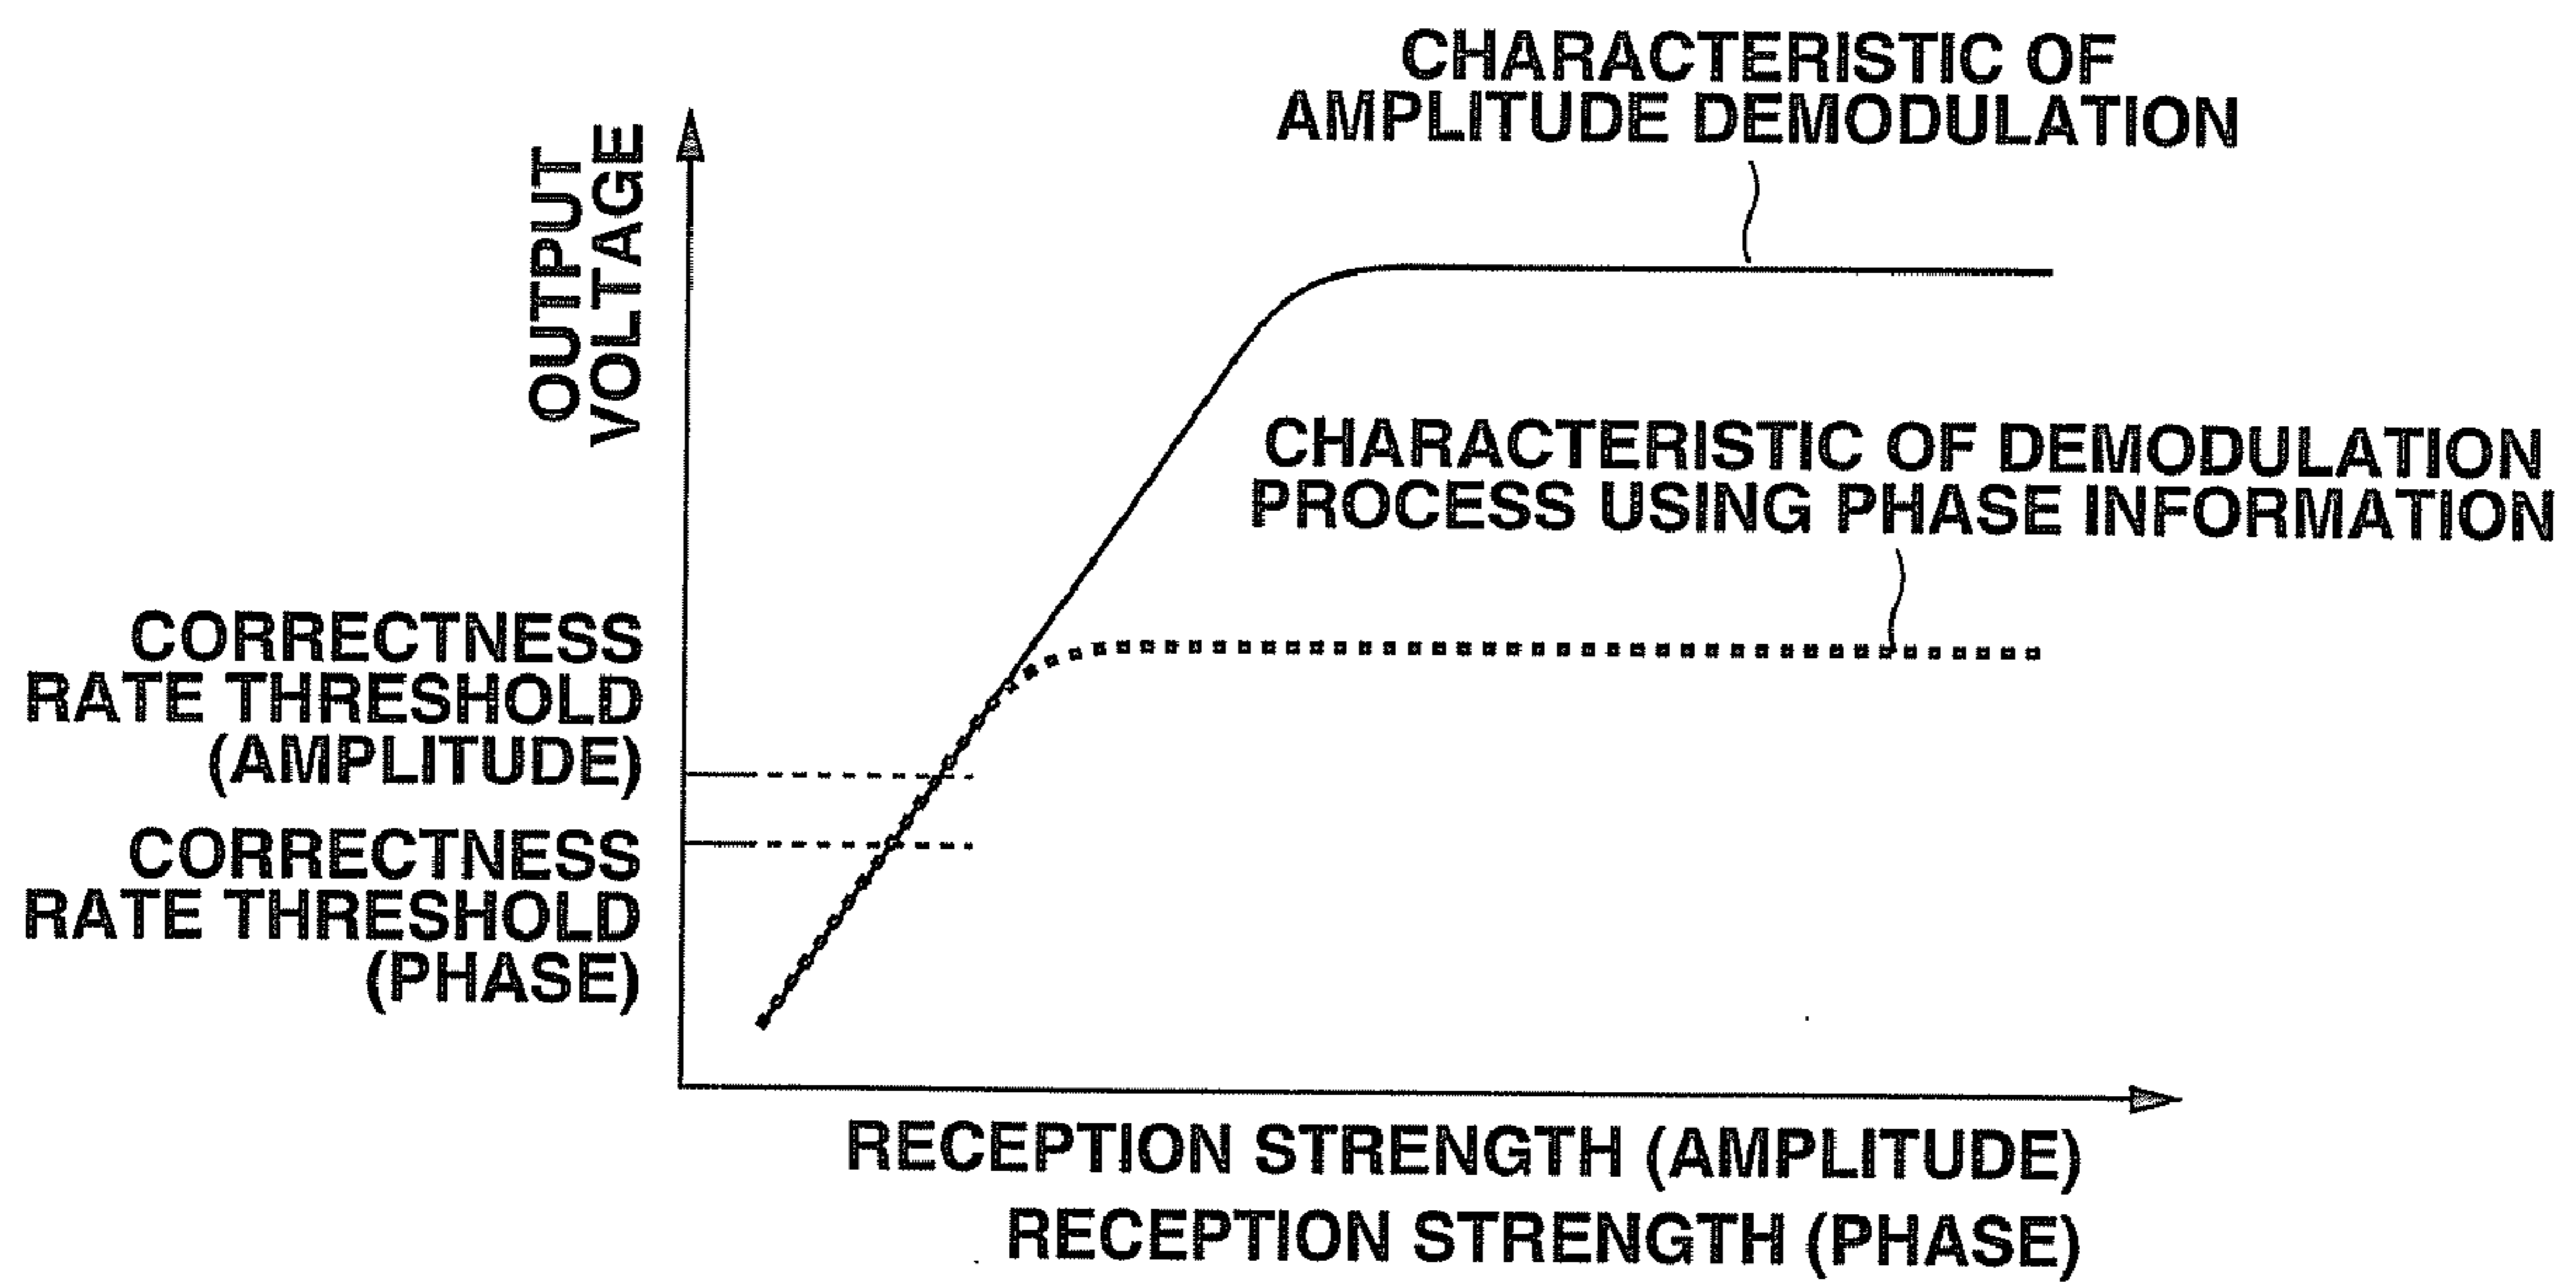 CHARACTERISTIC OF
AMPLITUDE DEMODULATION
OUTPUT
VOLTAGE
CHARACTERISTIC OF DEMODULATION
PROCESS USING PHASE INFORMATION
CORRECTNESS
RATE THRESHOLD
(AMPLITUDE)
CORRECTNESS
RATE THRESHOLD
(PHASE)
RECEPTION STRENGTH (AMPLITUDE)
RECEPTION STRENGTH (PHASE)